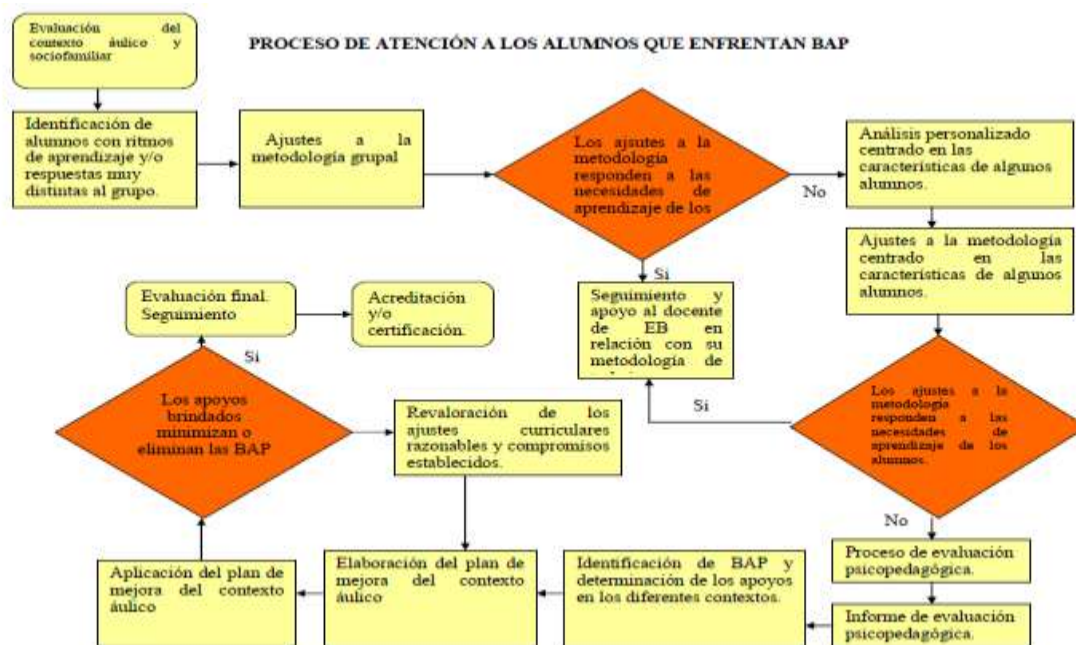 Evaluación del
contexto áulico y
sociofamiliar
PROCESO DE ATENCIÓN A LOS ALUMNOS QUE ENFRENTAN BAP
Identificación de
alumnos con ritmos
de aprendizaje y/o
respuestas muy
distintas al grupo.
Ajustes a la
metodología grupal
Los ajsutes a la
metodología
responden a las
necesidades de
aprendizaje de los
No
Análisis personalizado
centrado en las
características de algunos
alumnos.
Ajustes a la metodología
centrado en las
características de algunos
alumnos.
Si
Seguimiento y
apoyo al docente
de EB en
relación con su
metodología de
Los ajustes a la
metodología
responden a las
necesidades de
aprendizaje de los
alumnos.
Si
No
Proceso de evaluación
psicopedagógica.
Informe de evaluación
psicopedagógica.
Identificación de BAP y
determinación de los apoyos
en los diferentes contextos.
Elaboración del plan de
mejora del contexto
áulico
Aplicación del plan de
mejora del contexto
áulico
Los apoyos
brindados
minimizan o
eliminan las BAP
Si
Revaloración de los
ajustes curriculares
razonables y compromisos
establecidos.
Evaluación final.
Seguimiento
Acreditación
y/o
certificación.